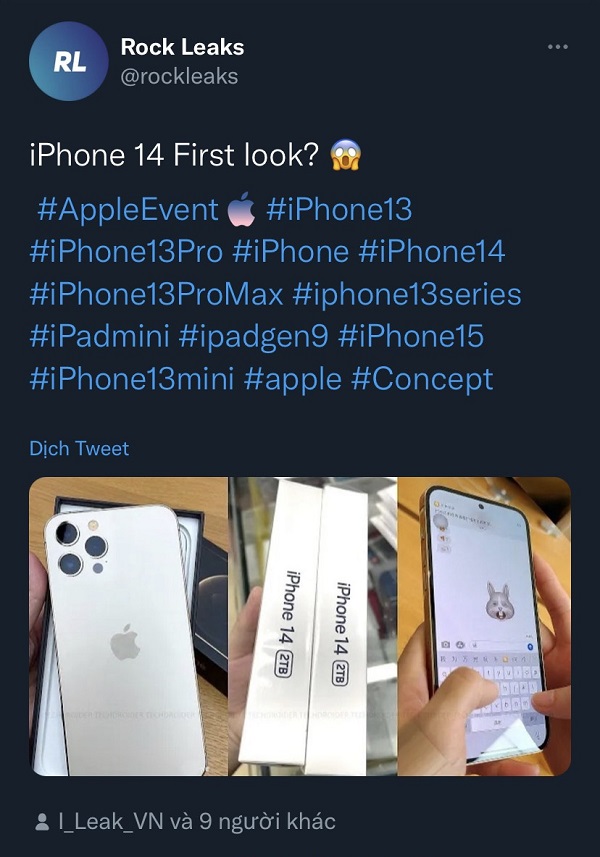 RL
Rock Leaks
@rockleaks
iPhone 14 First look? 😱
#AppleEvent #iPhone13
#iPhone13Pro #iPhone #iPhone14
#iPhone13ProMax #iphone13series
#iPadmini #ipadgen9 #iPhone15
#iPhone13mini #apple #Concept
Dịch Tweet
iPhone 14 2TB
iPhone 14 2TB
I_Leak_VN và 9 người khác